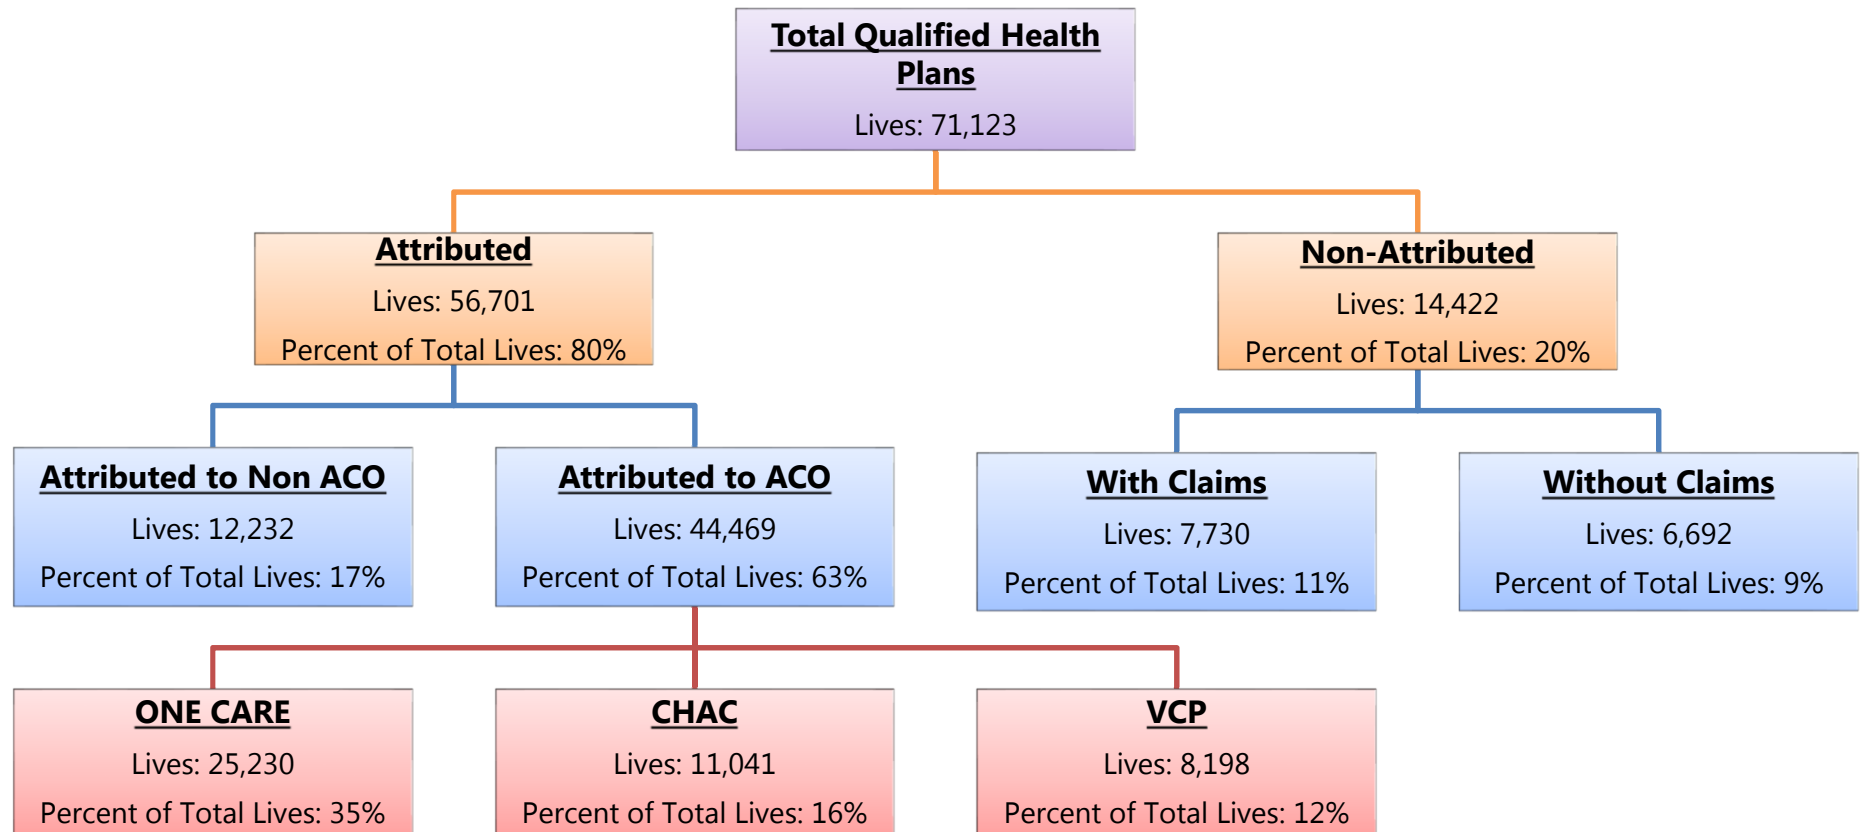 Total Qualified Health
Plans
Lives: 71,123
Attributed
Lives: 56,701
Percent of Total Lives: 80%
Non-Attributed
Lives: 14,422
Percent of Total Lives: 20%
Attributed to Non ACO
Lives: 12,232
Percent of Total Lives: 17%
Attributed to ACO
Lives: 44,469
Percent of Total Lives: 63%
With Claims
Lives: 7,730
Percent of Total Lives: 11%
Without Claims
Lives: 6,692
Percent of Total Lives: 9%
ONE CARE
Lives: 25,230
Percent of Total Lives: 35%
CHAC
Lives: 11,041
Percent of Total Lives: 16%
VCP
Lives: 8,198
Percent of Total Lives: 12%